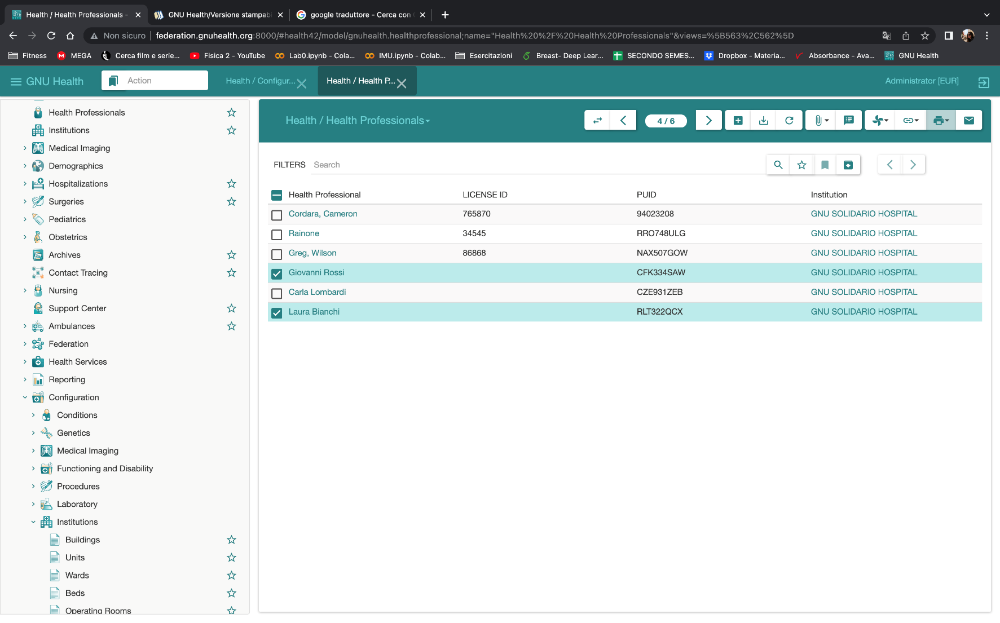 Health / Health Professionals -
GNU Health/Versione stampabi
google traduttore - Cerca con
Non sicuro
federation.gnuhealth.org:8000/#health42/model/gnuhealth.healthprofessional;name="Health%20%2F%20Health%20Professionals"&views=%5B563%2C562%5D
Fitness
MEGA
Cerca film e serie...
Fisica 2 - YouTube
Lab0.ipynb - Cola...
IMU.ipynb - Colab...
Esercitazioni
Breast- Deep Lear...
SECONDO SEMES...
Dropbox - Materia...
Absorbance - Ava...
GNU Health
GNU Health
Action
Health / Configur...
Health / Health P...
Administrator [EUR]
Health Professionals
Institutions
Medical Imaging
Demographics
Hospitalizations
Surgeries
Pediatrics
Obstetrics
Archives
Contact Tracing
Nursing
Support Center
Ambulances
Federation
Health Services
Reporting
Configuration
Conditions
Genetics
Medical Imaging
Functioning and Disability
Procedures
Laboratory
Institutions
Buildings
Units
Wards
Beds
Operating Rooms
Health / Health Professionals
4 / 6
FILTERS Search
Health Professional LICENSE ID PUID Institution
Cordara, Cameron 765870 94023208 GNU SOLIDARIO HOSPITAL
Rainone 34545 RRO748ULG GNU SOLIDARIO HOSPITAL
Greg, Wilson 86868 NAX507GOW GNU SOLIDARIO HOSPITAL
Giovanni Rossi CFK334SAW GNU SOLIDARIO HOSPITAL
Carla Lombardi CZE931ZEB GNU SOLIDARIO HOSPITAL
Laura Bianchi RLT322QCX GNU SOLIDARIO HOSPITAL